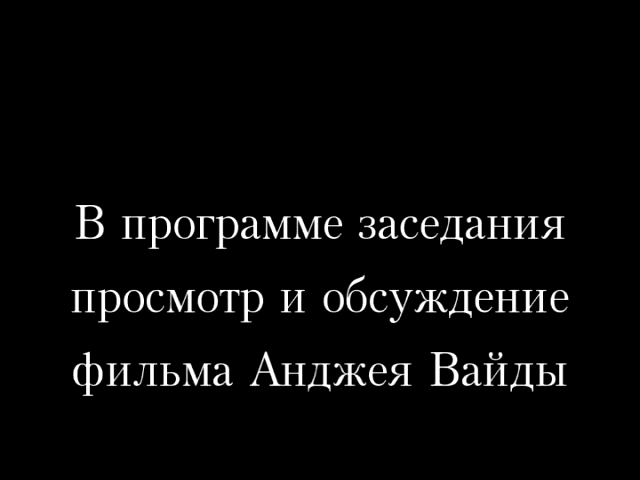 В программе заседания
просмотр и обсуждение
фильма Анджея Вайды